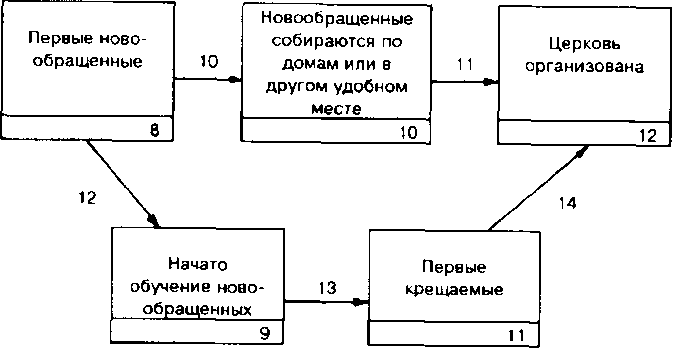 Первые ново-
обращенные
8
10
Новообращенные
собираются по
домам или в
другом удобном
месте
10
11
Церковь
организована
12
12
14
Начато
обучение ново-
обращенных
9
13
Первые
крещаемые
11